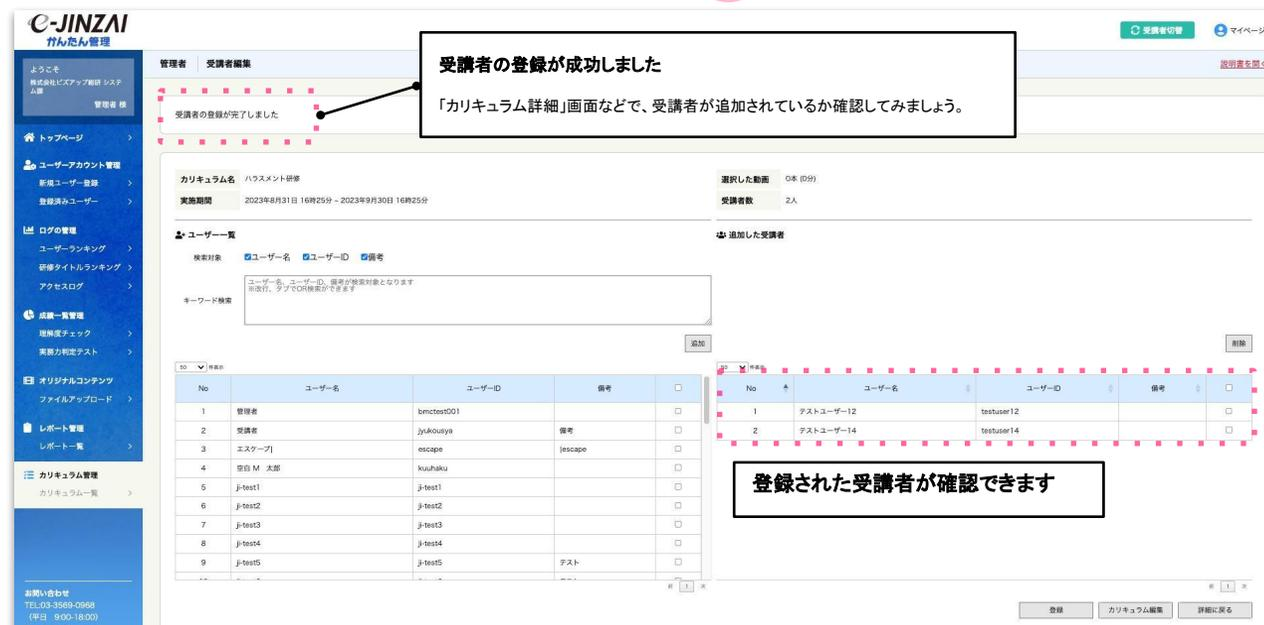 e-JINZAI
かんたん管理
受講者切替
マイページ
ようこそ
株式会社ビズアップ総研 システ
ム課
管理者 様
管理者 受講者編集
説明書を開く
受講者の登録が成功しました
「カリキュラム詳細」画面などで、受講者が追加されているか確認してみましょう。
受講者の登録が完了しました
トップページ
ユーザーアカウント管理
新規ユーザー登録
登録済みユーザー
ログの管理
ユーザーランキング
研修タイトルランキング
アクセスログ
成績一覧管理
理解度チェック
実務力判定テスト
オリジナルコンテンツ
ファイルアップロード
レポート管理
レポート一覧
カリキュラム管理
カリキュラム一覧
お問い合わせ
TEL:03-3569-0968
(平日 9:00-18:00)
カリキュラム名 ハラスメント研修
選択した動画 0本 (0分)
実施期間 2023年8月31日 16時25分 ~ 2023年9月30日 16時25分
受講者数 2人
ユーザー一覧
追加した受講者
検索対象 ユーザー名 ユーザーID 備考
キーワード検索
ユーザー名、ユーザーID、備考が検索対象となります
※改行、タブでOR検索ができます
追加
削除
50 件表示
50 件表示
No ユーザー名 ユーザーID 備考
1 管理者 bmctest001
2 受講者 jyukousya 備考
3 エスケープ| escape |escape
4 空白 M 太郎 kuuhaku
5 ji-test1 ji-test1
6 ji-test2 ji-test2
7 ji-test3 ji-test3
8 ji-test4 ji-test4
9 ji-test5 ji-test5 テスト
前 1 次
No ユーザー名 ユーザーID 備考
1 テストユーザー12 testuser12
2 テストユーザー14 testuser14
登録された受講者が確認できます
前 1 次
登録 カリキュラム編集 詳細に戻る